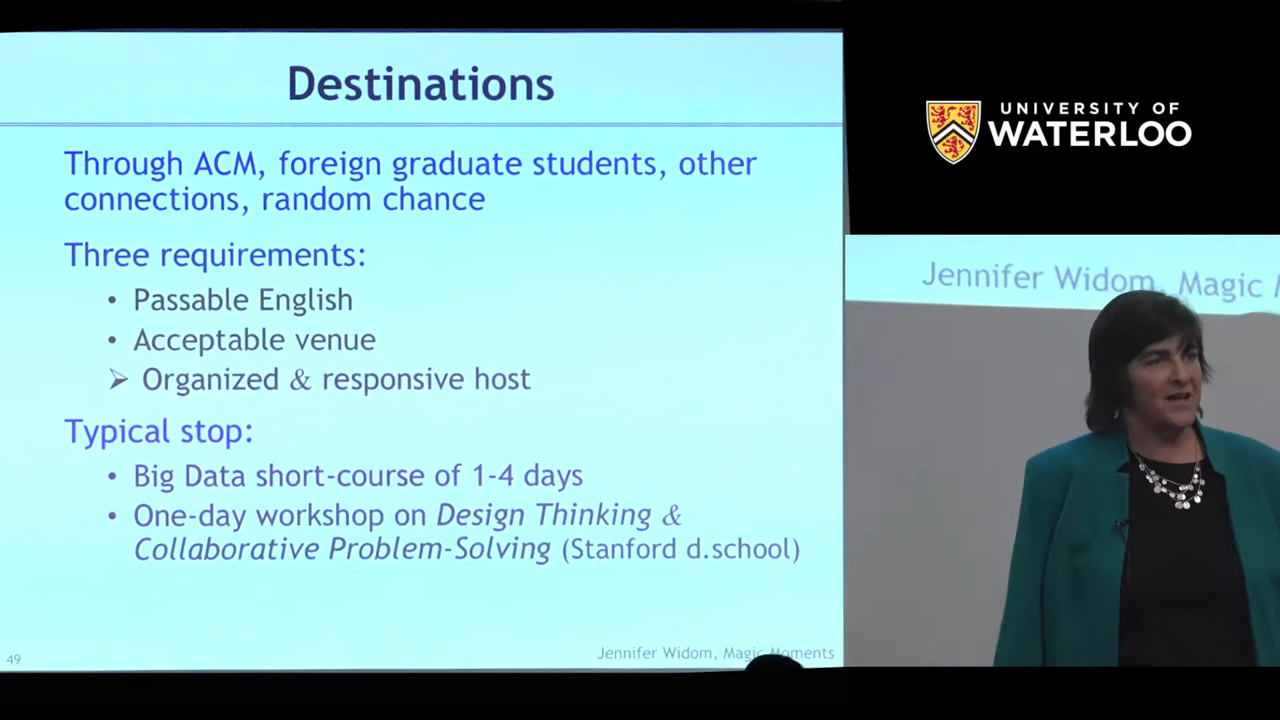 Destinations
Through ACM, foreign graduate students, other
connections, random chance
Three requirements:
• Passable English
• Acceptable venue
➢ Organized & responsive host
Typical stop:
• Big Data short-course of 1-4 days
• One-day workshop on Design Thinking &
Collaborative Problem-Solving (Stanford d.school)
49
Jennifer Widom, Magic Moments
UNIVERSITY OF
WATERLOO
Jennifer Widom, Magic